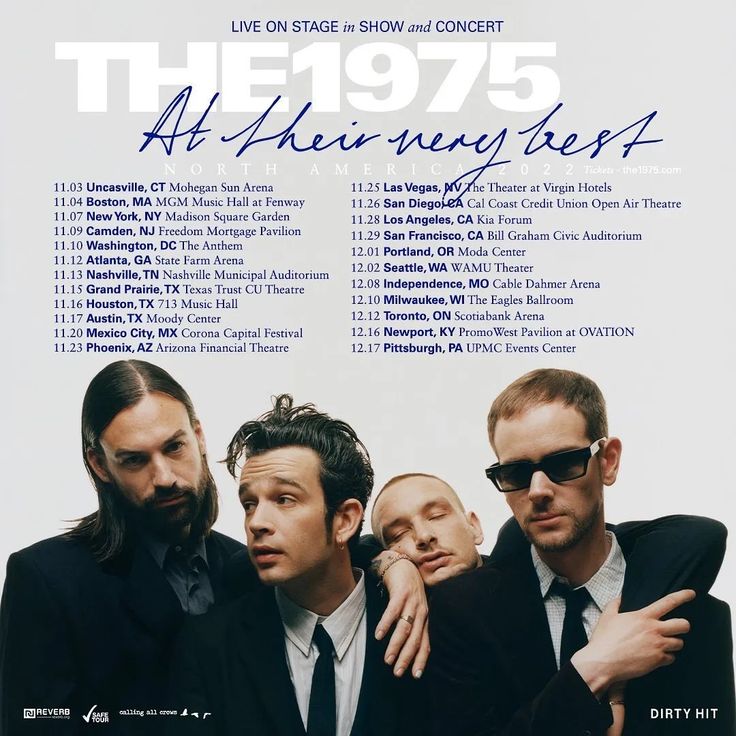 LIVE ON STAGE in SHOW and CONCERT
THE 1975
At their very best
NORTH AMERICA 2022 Tickets - the1975.com
11.03 Uncasville, CT Mohegan Sun Arena
11.04 Boston, MA MGM Music Hall at Fenway
11.07 New York, NY Madison Square Garden
11.09 Camden, NJ Freedom Mortgage Pavilion
11.10 Washington, DC The Anthem
11.12 Atlanta, GA State Farm Arena
11.13 Nashville, TN Nashville Municipal Auditorium
11.15 Grand Prairie, TX Texas Trust CU Theatre
11.16 Houston, TX 713 Music Hall
11.17 Austin, TX Moody Center
11.20 Mexico City, MX Corona Capital Festival
11.23 Phoenix, AZ Arizona Financial Theatre
11.25 Las Vegas, NV The Theater at Virgin Hotels
11.26 San Diego, CA Cal Coast Credit Union Open Air Theatre
11.28 Los Angeles, CA Kia Forum
11.29 San Francisco, CA Bill Graham Civic Auditorium
12.01 Portland, OR Moda Center
12.02 Seattle, WA WAMU Theater
12.08 Independence, MO Cable Dahmer Arena
12.10 Milwaukee, WI The Eagles Ballroom
12.12 Toronto, ON Scotiabank Arena
12.16 Newport, KY PromoWest Pavilion at OVATION
12.17 Pittsburgh, PA UPMC Events Center
REVERB
reverb.org
SAFE
TOUR
calling all crows
DIRTY HIT